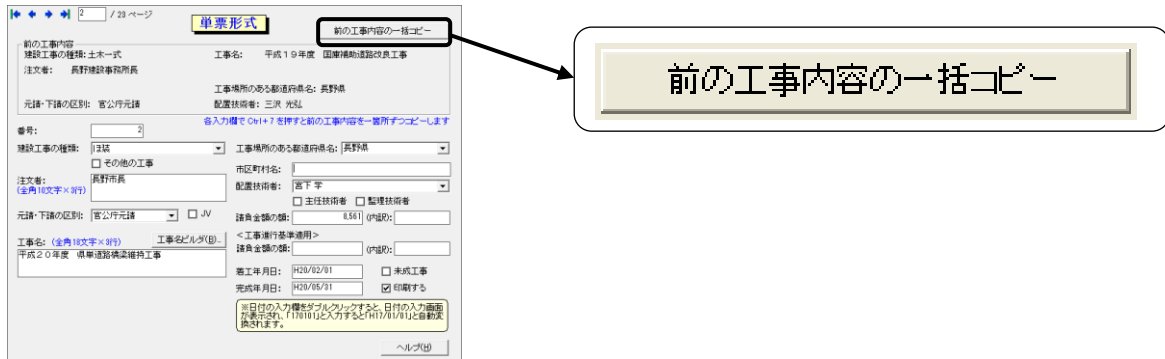 2 / 23 ページ
単票形式
前の工事内容の一括コピー
前の工事内容の一括コピー
前の工事内容
建設工事の種類: 土木一式
工事名: 平成19年度 国庫補助道路改良工事
注文者: 長野建設事務所長
工事場所のある都道府県名: 長野県
元請・下請の区別: 官公庁元請
配置技術者: 三沢 光弘
各入力欄で Ctrl+7 を押すと前の工事内容を一箇所ずつコピーします
番号: 2
建設工事の種類: ほ装
工事場所のある都道府県名: 長野県
その他の工事
市区町村名:
注文者:
(全角10文字×3行)
長野市長
配置技術者: 宮下 学
主任技術者 監理技術者
元請・下請の区別: 官公庁元請 JV
請負金額の額: 8,561 (内訳):
工事名: (全角18文字×3行) 工事名ビルダ(B)..
<工事進行基準適用>
請負金額の額: (内訳):
平成20年度 県単道路橋梁維持工事
着工年月日: H20/02/01 未成工事
完成年月日: H20/05/31 印刷する
※日付の入力欄をダブルクリックすると、日付の入力画面
が表示され、「170101」と入力すると「H17/01/01」と自動変
換されます。
ヘルプ(H)